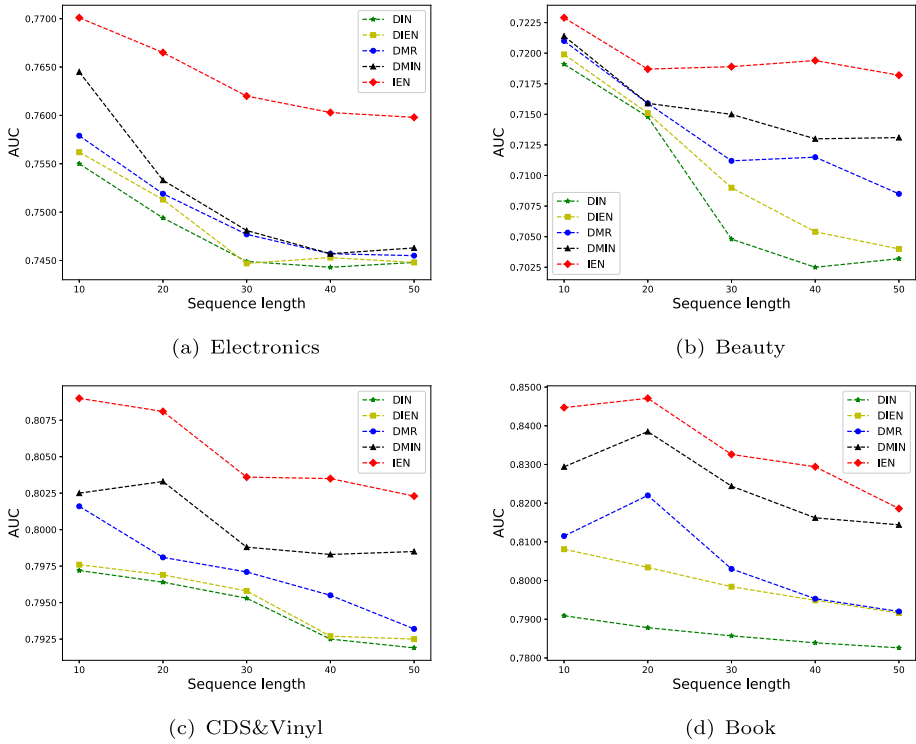 0.7700
0.7650
0.7600
0.7550
0.7500
0.7450
AUC
10 20 30 40 50
Sequence length
DIN
DIEN
DMR
DMIN
IEN
(a) Electronics
0.7225
0.7200
0.7175
0.7150
0.7125
0.7100
0.7075
0.7050
0.7025
AUC
10 20 30 40 50
Sequence length
DIN
DIEN
DMR
DMIN
IEN
(b) Beauty
0.8075
0.8050
0.8025
0.8000
0.7975
0.7950
0.7925
AUC
10 20 30 40 50
Sequence length
DIN
DIEN
DMR
DMIN
IEN
(c) CDS&Vinyl
0.8500
0.8400
0.8300
0.8200
0.8100
0.8000
0.7900
0.7800
AUC
10 20 30 40 50
Sequence length
DIN
DIEN
DMR
DMIN
IEN
(d) Book